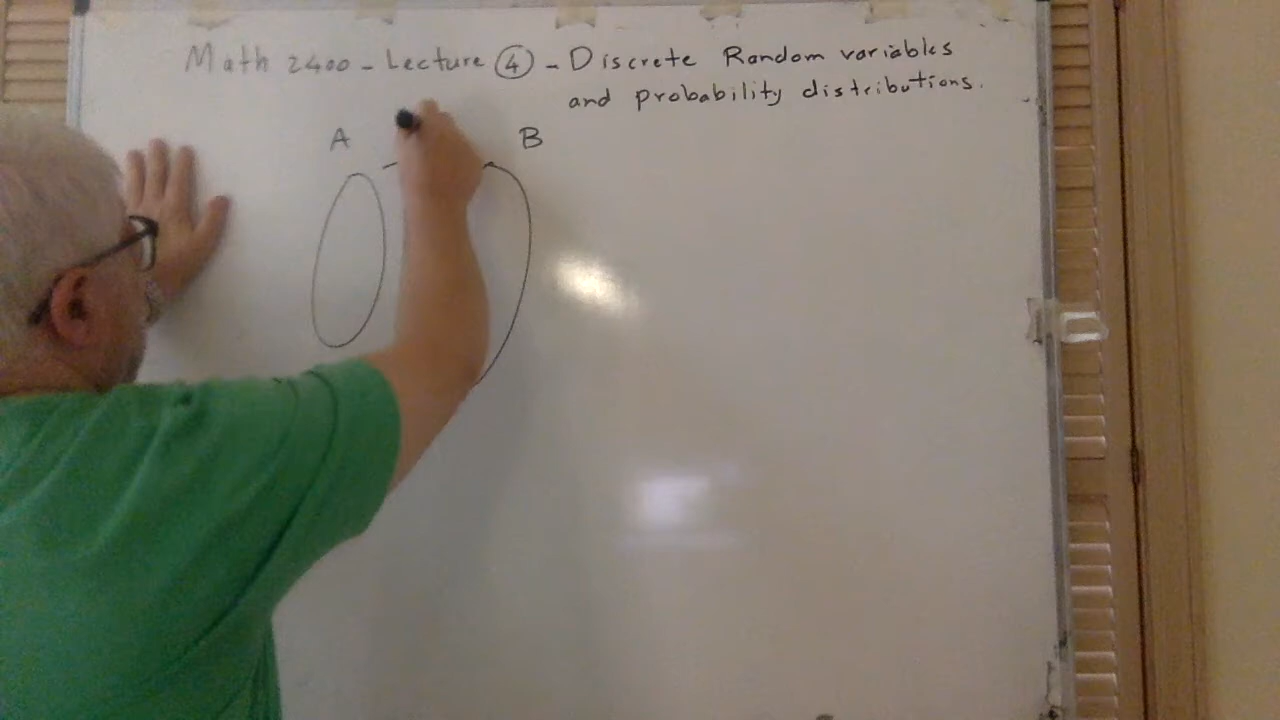 Math 2400 - Lecture ④ - Discrete Random variables
and probability distributions.
A B